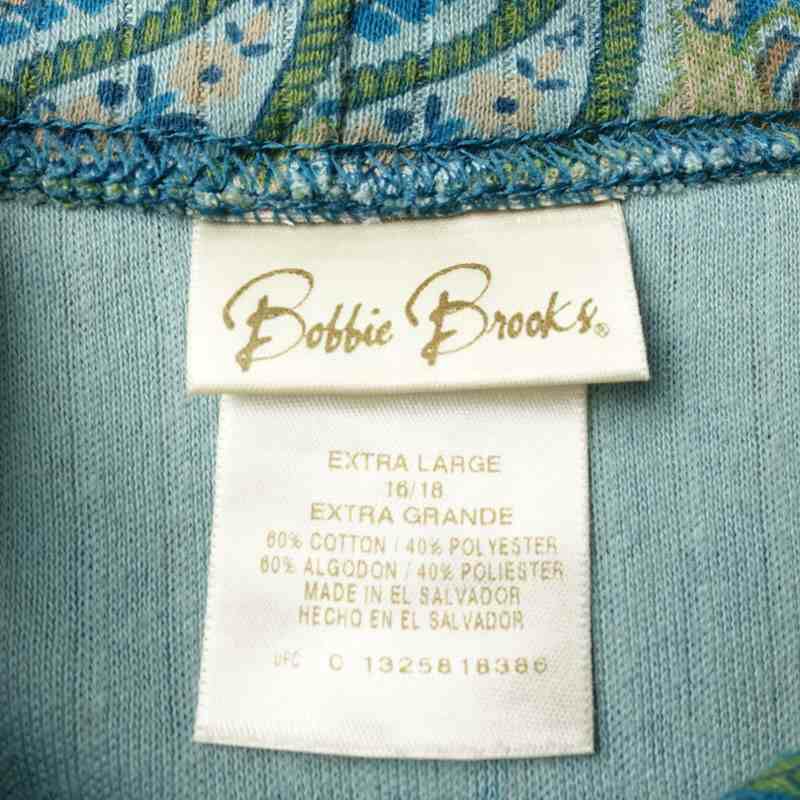 Bobbie Brooks®
EXTRA LARGE
16/18
EXTRA GRANDE
60% COTTON / 40% POLYESTER
60% ALGODON / 40% POLIESTER
MADE IN EL SALVADOR
HECHO EN EL SALVADOR
UPC C 1325818386